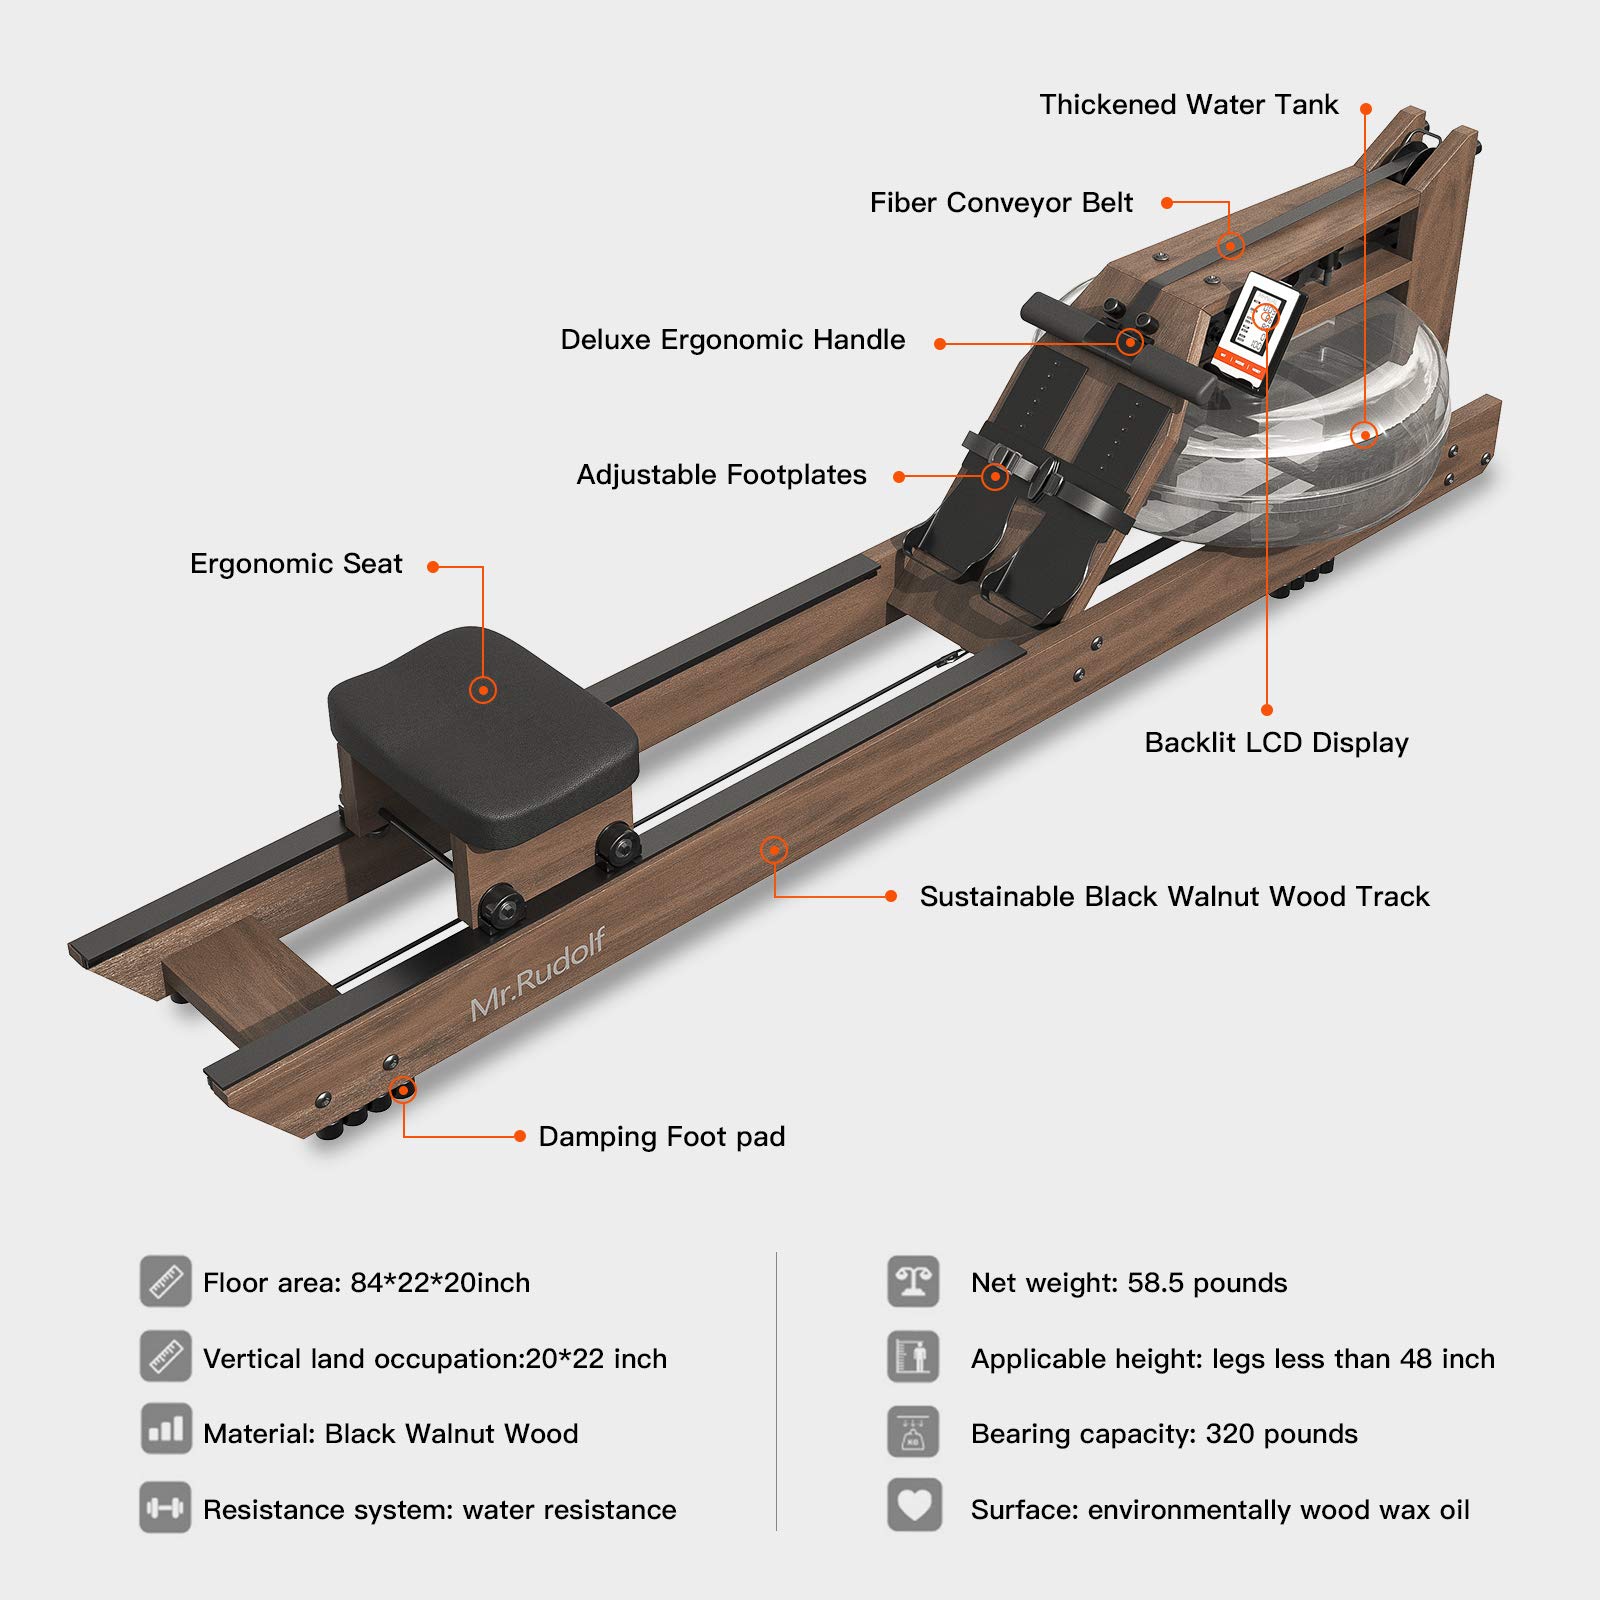 Thickened Water Tank
Fiber Conveyor Belt
Deluxe Ergonomic Handle
Adjustable Footplates
Ergonomic Seat
Backlit LCD Display
Sustainable Black Walnut Wood Track
Mr.Rudolf
Damping Foot pad
Floor area: 84*22*20inch
Vertical land occupation:20*22 inch
Material: Black Walnut Wood
Resistance system: water resistance
Net weight: 58.5 pounds
Applicable height: legs less than 48 inch
KG
Bearing capacity: 320 pounds
Surface: environmentally wood wax oil